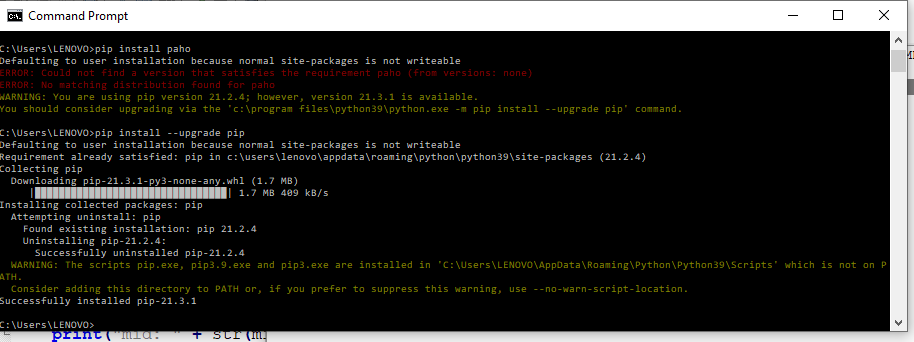 Command Prompt
C:\Users\LENOVO>pip install paho
Defaulting to user installation because normal site-packages is not writeable
ERROR: Could not find a version that satisfies the requirement paho (from versions: none)
ERROR: No matching distribution found for paho
WARNING: You are using pip version 21.2.4; however, version 21.3.1 is available.
You should consider upgrading via the 'c:\program files\python39\python.exe -m pip install --upgrade pip' command.
C:\Users\LENOVO>pip install --upgrade pip
Defaulting to user installation because normal site-packages is not writeable
Requirement already satisfied: pip in c:\users\lenovo\appdata\roaming\python\python39\site-packages (21.2.4)
Collecting pip
Downloading pip-21.3.1-py3-none-any.whl (1.7 MB)
1.7 MB 409 kB/s
Installing collected packages: pip
Attempting uninstall: pip
Found existing installation: pip 21.2.4
Uninstalling pip-21.2.4:
Successfully uninstalled pip-21.2.4
WARNING: The scripts pip.exe, pip3.9.exe and pip3.exe are installed in 'C:\Users\LENOVO\AppData\Roaming\Python\Python39\Scripts' which is not on P
ATH.
Consider adding this directory to PATH or, if you prefer to suppress this warning, use --no-warn-script-location.
Successfully installed pip-21.3.1
C:\Users\LENOVO>
print("mid: " + str(m